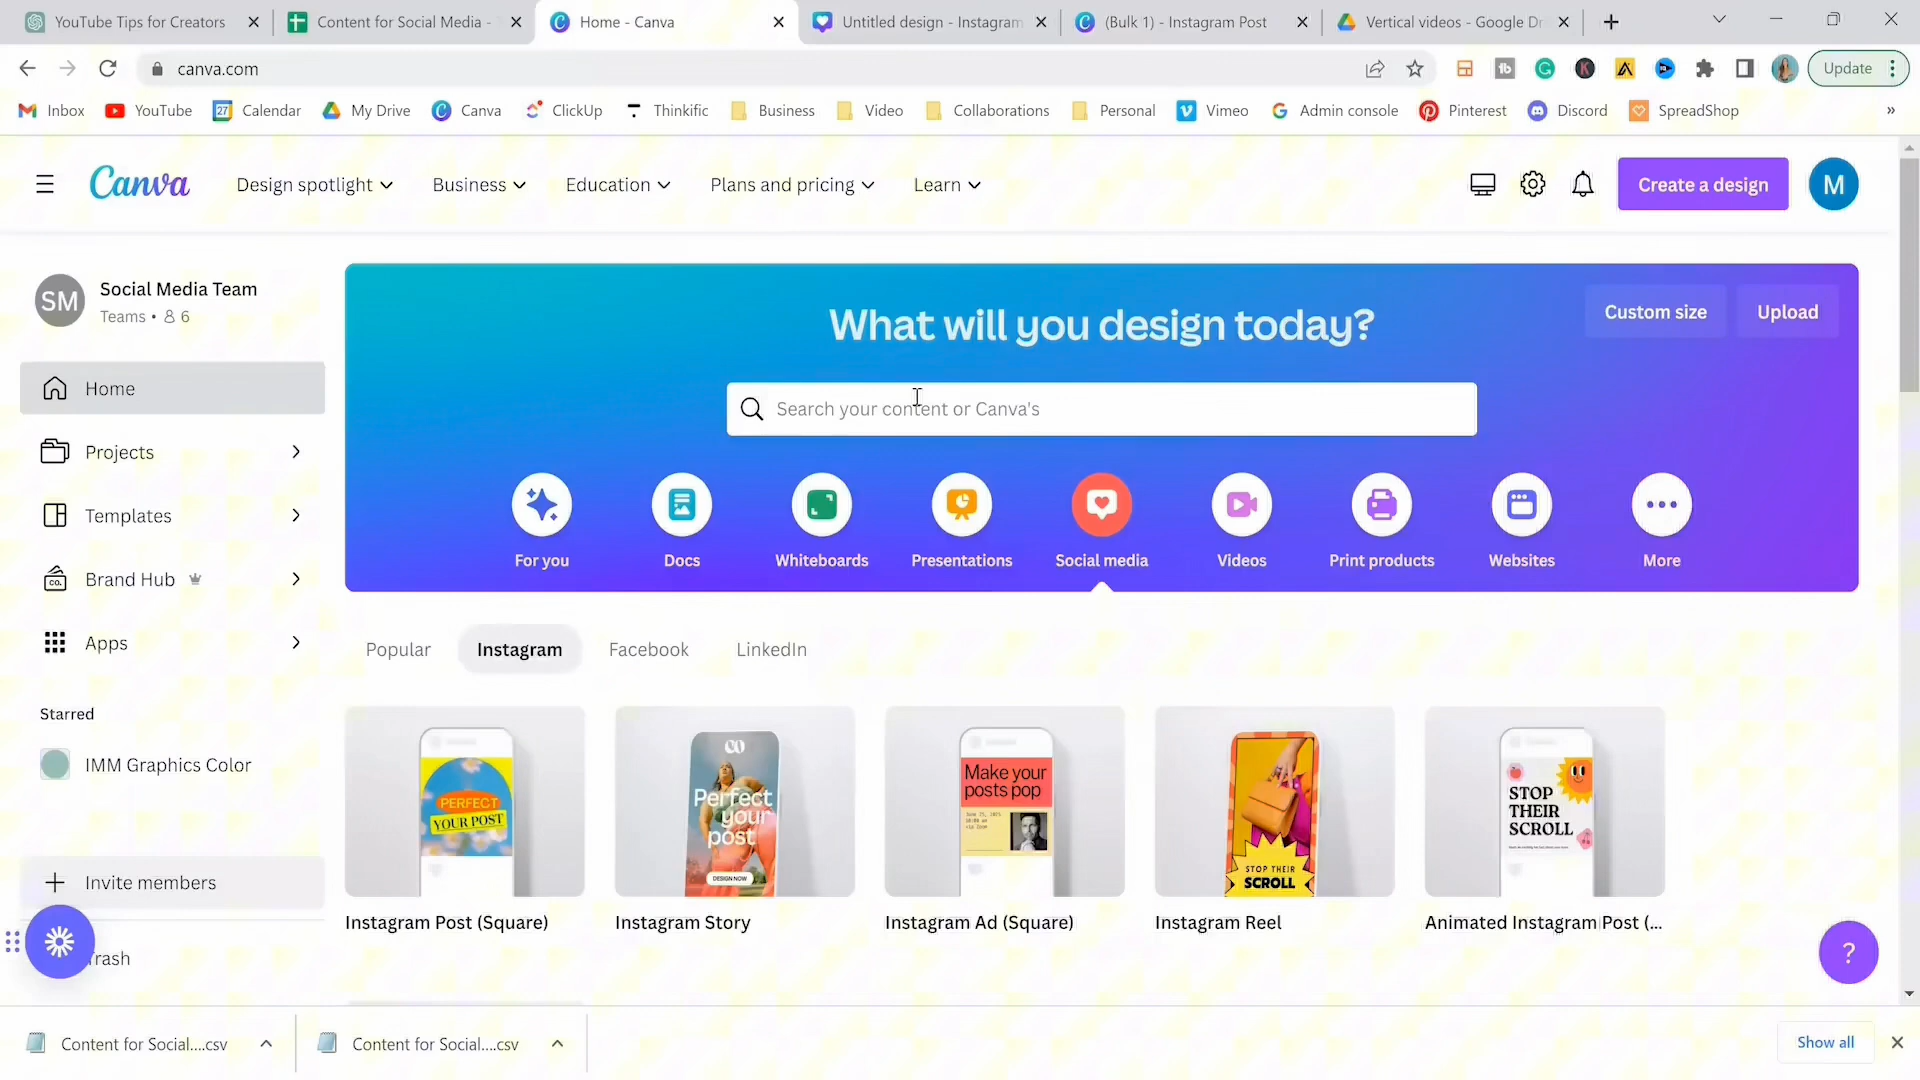 YouTube Tips for Creators
Content for Social Media -
Home - Canva
Untitled design - Instagram
(Bulk 1) - Instagram Post
Vertical videos - Google Dr
canva.com
Update
Inbox
YouTube
Calendar
My Drive
Canva
ClickUp
Thinkific
Business
Video
Collaborations
Personal
Vimeo
Admin console
Pinterest
Discord
SpreadShop
Canva
Design spotlight
Business
Education
Plans and pricing
Learn
Create a design
M
SM
Social Media Team
Teams • 6
Home
Projects
Templates
Brand Hub
Apps
Starred
IMM Graphics Color
Invite members
Trash
What will you design today?
Custom size
Upload
Search your content or Canva's
For you
Docs
Whiteboards
Presentations
Social media
Videos
Print products
Websites
More
Popular
Instagram
Facebook
LinkedIn
PERFECT
YOUR POST
Perfect
your
post
DESIGN NOW
Make your
posts pop
STOP THEIR
SCROLL
STOP
THEIR
SCROLL
Instagram Post (Square)
Instagram Story
Instagram Ad (Square)
Instagram Reel
Animated Instagram Post (...
?
Content for Social....csv
Content for Social....csv
Show all